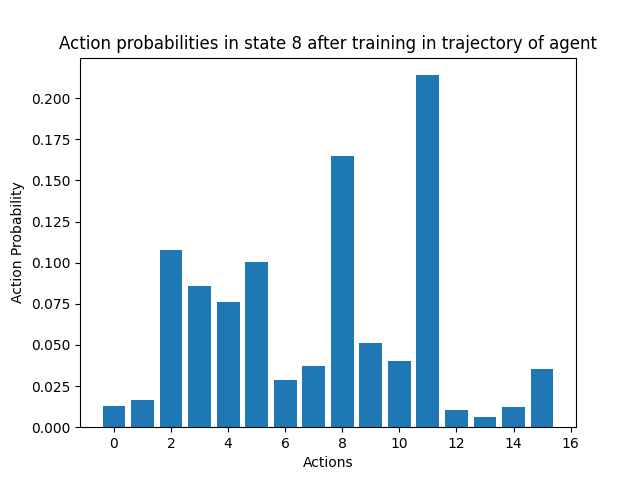 Action probabilities in state 8 after training in trajectory of agent
0.200
0.175
0.150
0.125
0.100
0.075
0.050
0.025
0.000
Action Probability
0 2 4 6 8 10 12 14 16
Actions